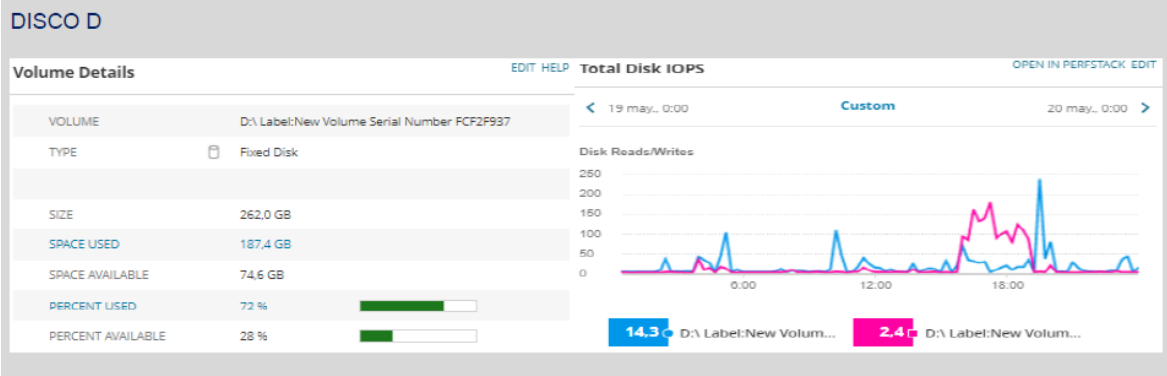 DISCO D
Volume Details
EDIT HELP
VOLUME D:\ Label:New Volume Serial Number FCF2F937
TYPE Fixed Disk
SIZE 262,0 GB
SPACE USED 187,4 GB
SPACE AVAILABLE 74,6 GB
PERCENT USED 72 %
PERCENT AVAILABLE 28 %
Total Disk IOPS
OPEN IN PERFSTACK EDIT
19 may., 0:00 Custom 20 may., 0:00
Disk Reads/Writes
250
200
150
100
50
0
6:00 12:00 18:00
14,3 D:\ Label:New Volum... 2,4 D:\ Label:New Volum...